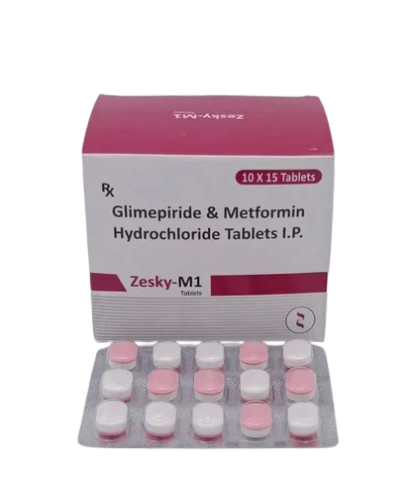 Zesky-M1
10 X 15 Tablets
Rx
Glimepiride & Metformin
Hydrochloride Tablets I.P.
Zesky-M1
Tablets